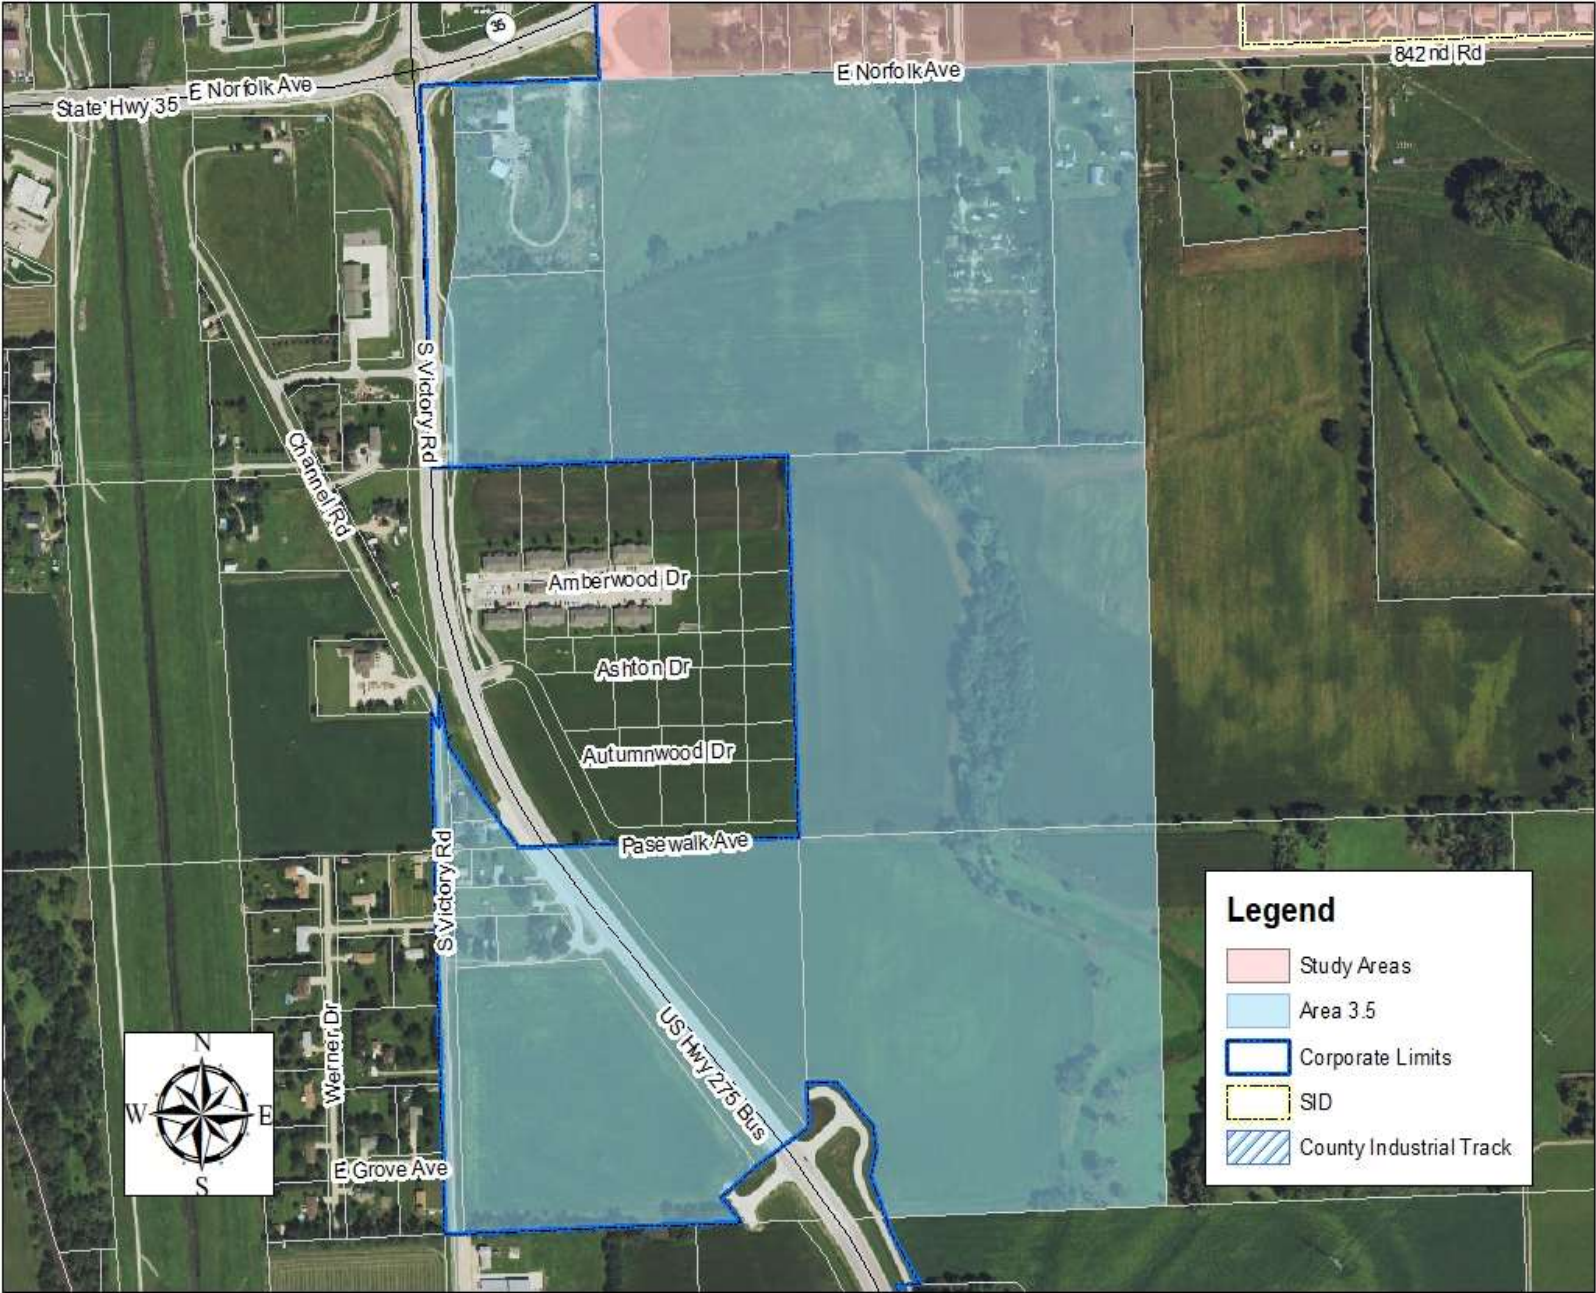 35
842nd Rd
E Norfolk Ave
E Norfolk Ave
State Hwy 35
S Victory Rd
Channel Rd
Amberwood Dr
Ashton Dr
Autumnwood Dr
Pasewalk Ave
S Victory Rd
Werner Dr
US Hwy 275 Bus
E Grove Ave
N
W E
S
Legend
Study Areas
Area 3.5
Corporate Limits
SID
County Industrial Track